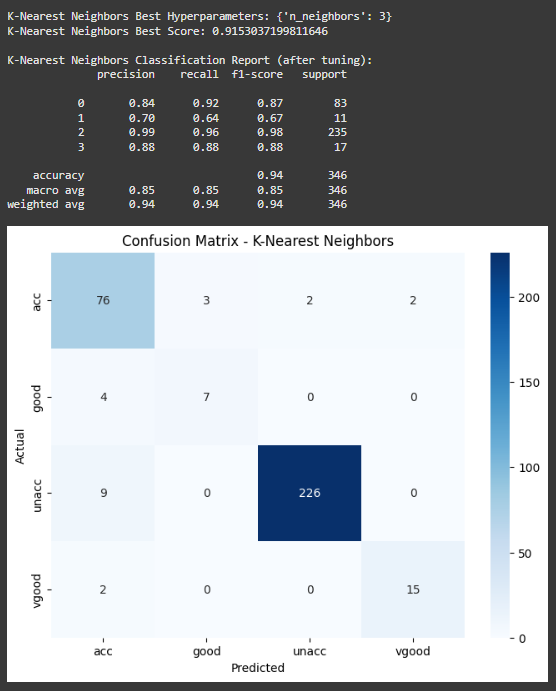 K-Nearest Neighbors Best Hyperparameters: {'n_neighbors': 3}
K-Nearest Neighbors Best Score: 0.9153037199811646
K-Nearest Neighbors Classification Report (after tuning):
precision recall f1-score support
0 0.84 0.92 0.87 83
1 0.70 0.64 0.67 11
2 0.99 0.96 0.98 235
3 0.88 0.88 0.88 17
accuracy 0.94 346
macro avg 0.85 0.85 0.85 346
weighted avg 0.94 0.94 0.94 346
Confusion Matrix - K-Nearest Neighbors
acc 76 3 2 2
good 4 7 0 0
unacc 9 0 226 0
vgood 2 0 0 15
Actual
acc good unacc vgood
Predicted
200
150
100
50
0